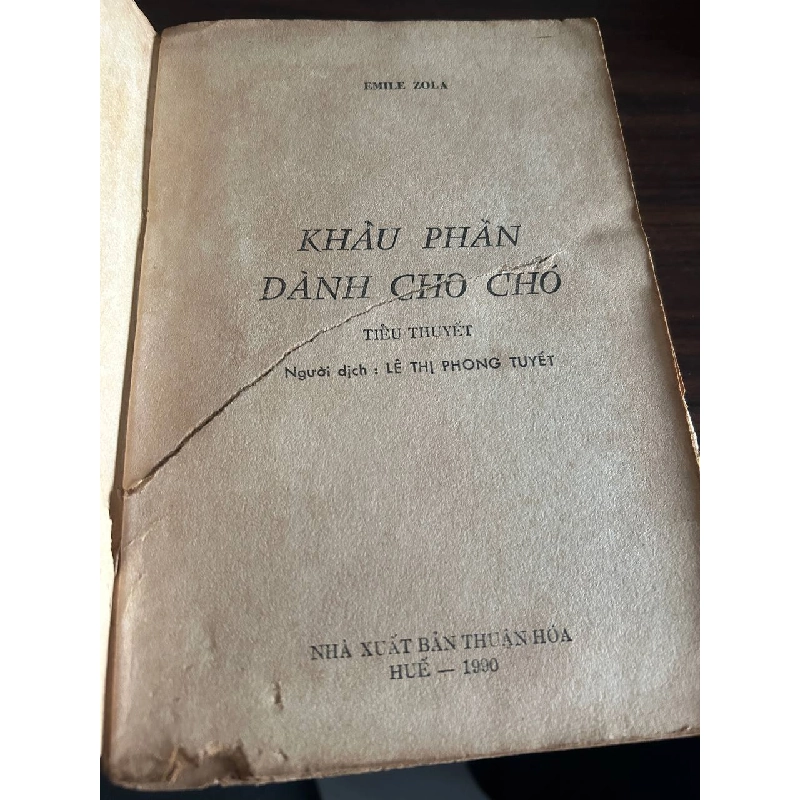 EMILE ZOLA
KHẨU PHẦN
DÀNH CHO CHÓ
TIỂU THUYẾT
Người dịch : LÊ THỊ PHONG TUYẾT
NHÀ XUẤT BẢN THUẬN HÓA
HUẾ — 1990